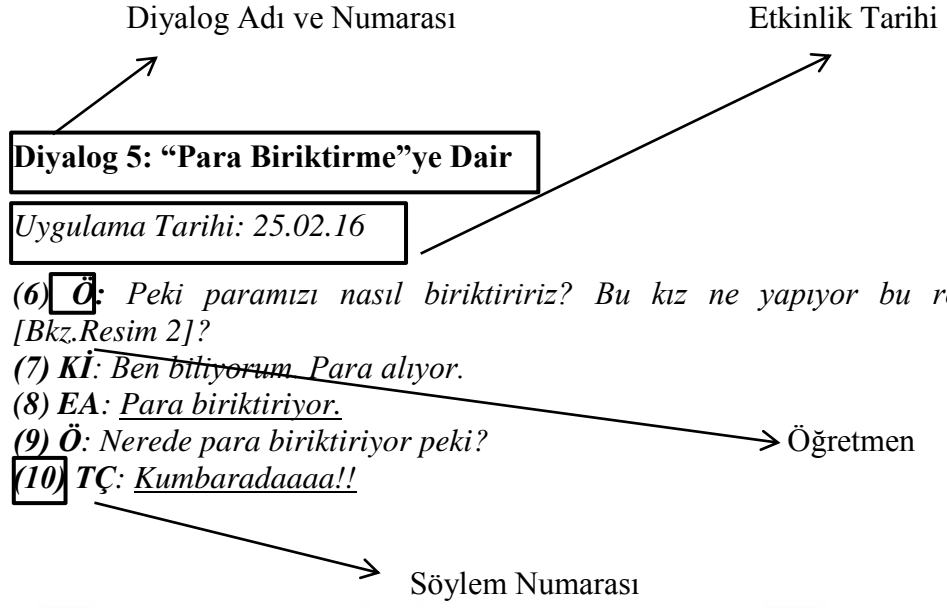 Diyalog Adı ve Numarası Etkinlik Tarihi
Diyalog 5: “Para Biriktirme”ye Dair
Uygulama Tarihi: 25.02.16
(6) Ö: Peki paramızı nasıl biriktiririz? Bu kız ne yapıyor bu
[Bkz.Resim 2]?
(7) Kİ: Ben biliyorum. Para alıyor.
(8) EA: Para biriktiriyor.
(9) Ö: Nerede para biriktiriyor peki?
Öğretmen
(10) TÇ: Kumbaradaaaa!!
Söylem Numarası